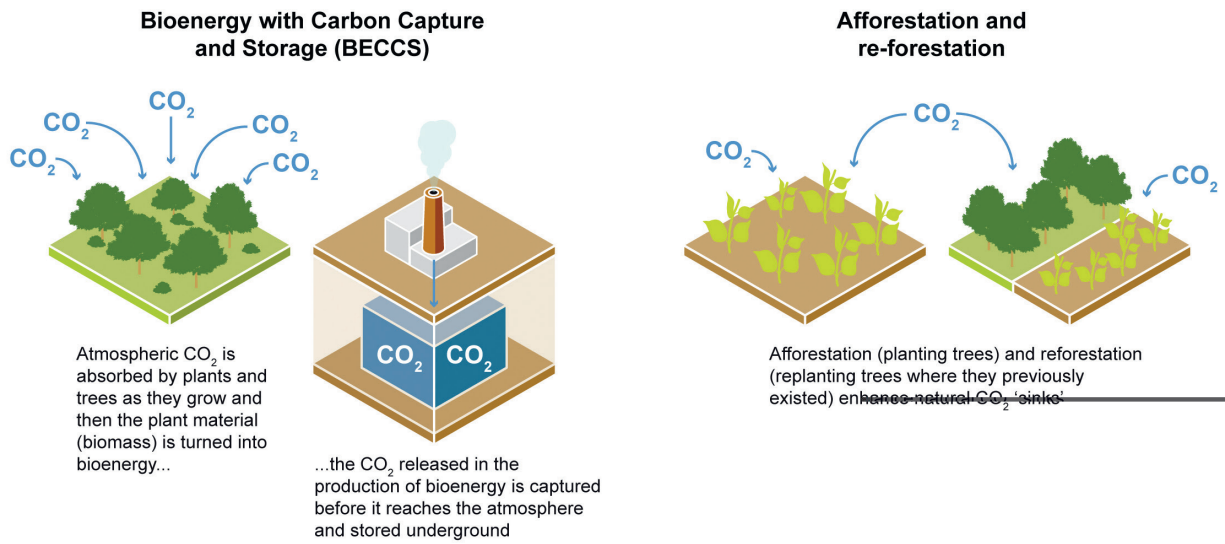 Bioenergy with Carbon Capture
and Storage (BECCS)
CO₂
CO₂
CO₂
CO₂
CO₂
Atmospheric CO₂ is
absorbed by plants and
trees as they grow and
then the plant material
(biomass) is turned into
bioenergy...
CO₂
CO₂
...the CO₂ released in the
production of bioenergy is captured
before it reaches the atmosphere
and stored underground
Afforestation and
re-forestation
CO₂
CO₂
CO₂
Afforestation (planting trees) and reforestation
(replanting trees where they previously
existed) enhance natural CO₂ ‘sinks’